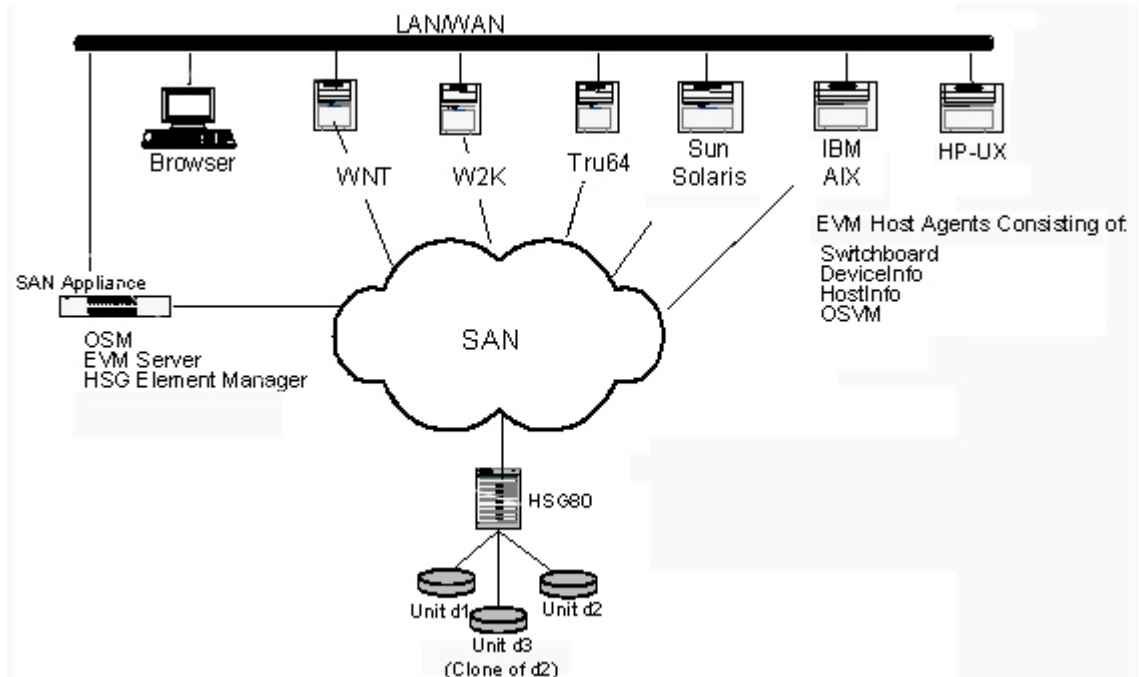 LAN/WAN
Browser
WNT
W2K
Tru64
Sun
Solaris
IBM
AIX
HP-UX
EVM Host Agents Consisting of:
Switchboard
DeviceInfo
HostInfo
OSVM
SAN Appliance
OSM
EVM Server
HSG Element Manager
SAN
HSG80
Unit d1
Unit d2
Unit d3
(Clone of d2)